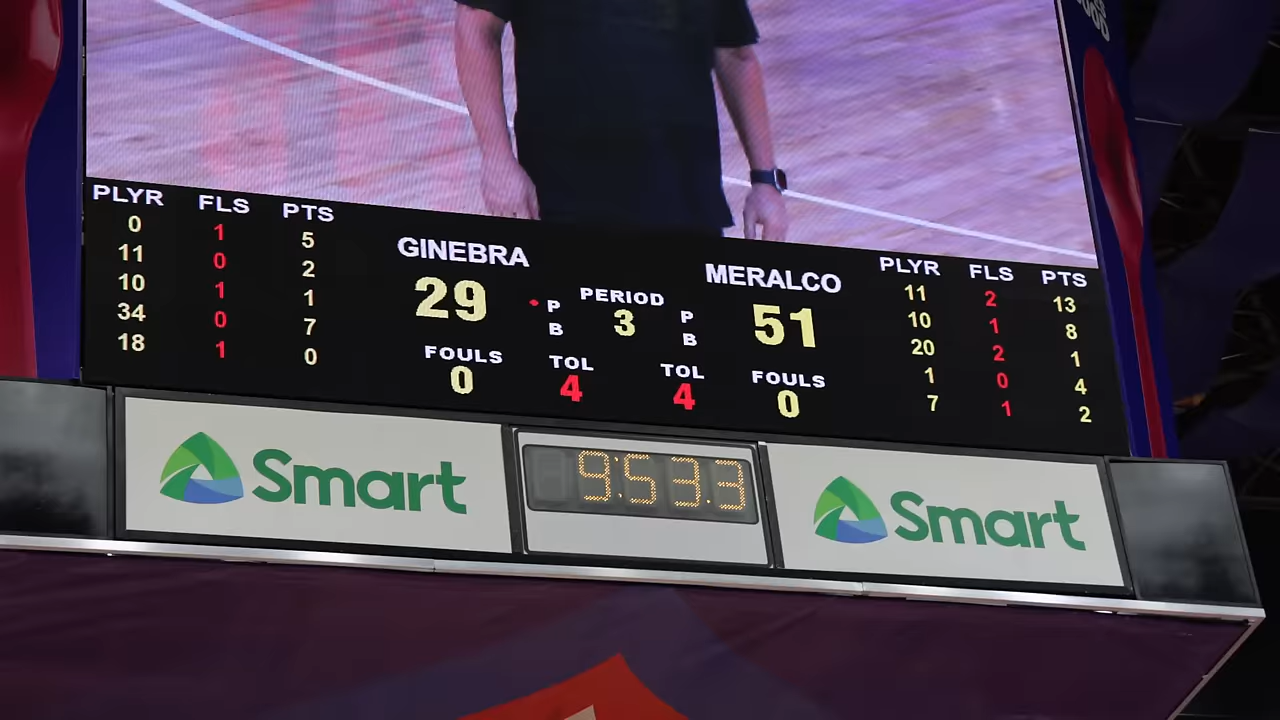 PLYR FLS PTS
0 1 5
11 0 2
10 1 1
34 0 7
18 1 0
GINEBRA
29
FOULS
0
P
B
PERIOD
3
P
B
TOL
4
TOL
4
MERALCO
51
FOULS
0
PLYR FLS PTS
11 2 13
10 1 8
20 2 1
1 0 4
7 1 2
Smart
9:53.3
Smart